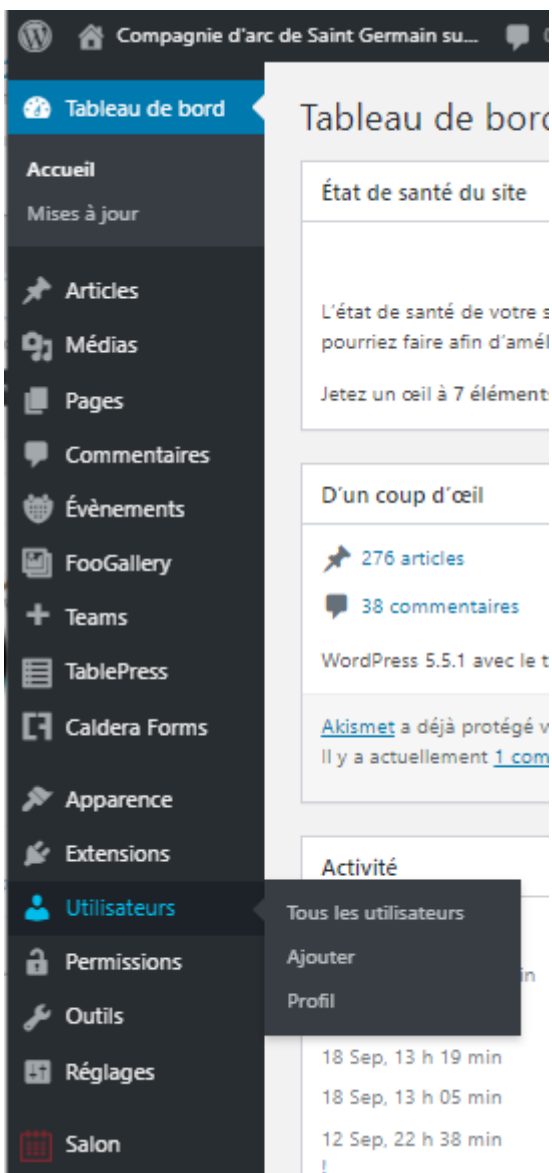 Compagnie d'arc de Saint Germain su...
Tableau de bord
Accueil
Mises à jour
Articles
Médias
Pages
Commentaires
Évènements
FooGallery
Teams
TablePress
Caldera Forms
Apparence
Extensions
Utilisateurs
Permissions
Outils
Réglages
Salon
Tous les utilisateurs
Ajouter
Profil
Tableau de
État de santé du site
L'état de santé de votre
pourriez faire afin
Jetez un œil à 7
D'un coup d'œil
276 articles
38 commentaires
WordPress 5.5.1 avec le
Akismet a déjà protégé
Il y a actuellement 1
Activité
18 Sep, 13 h 19 min
18 Sep, 13 h 05 min
12 Sep, 22 h 38 min